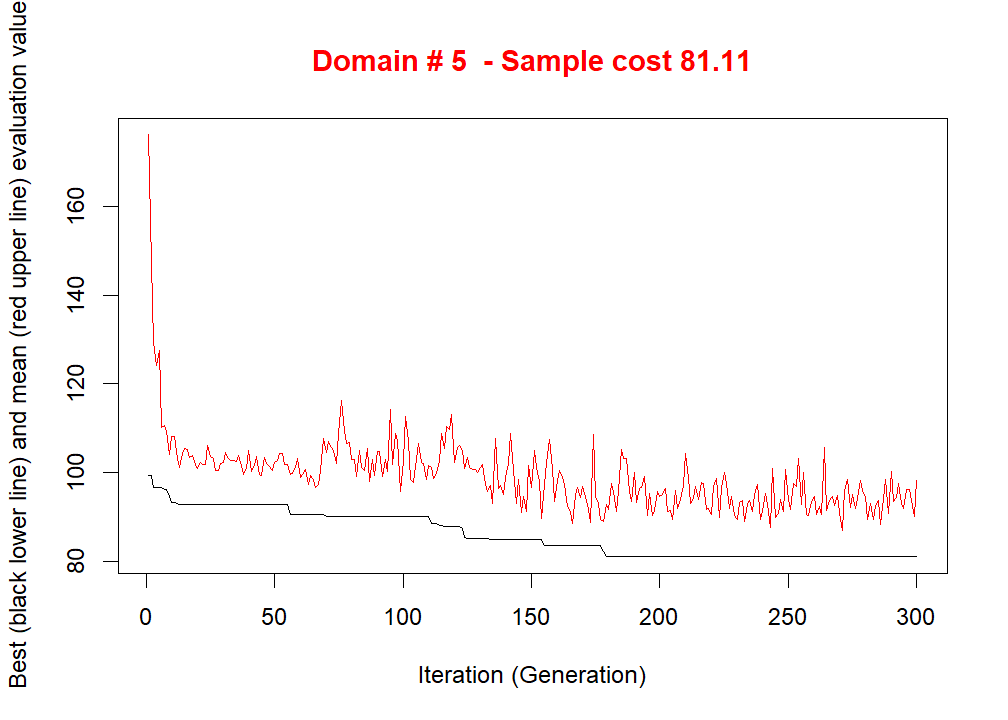 Domain # 5  - Sample cost 81.11
Best (black lower line) and mean (red upper line) evaluation value
160
140
120
100
80
0 50 100 150 200 250 300
Iteration (Generation)